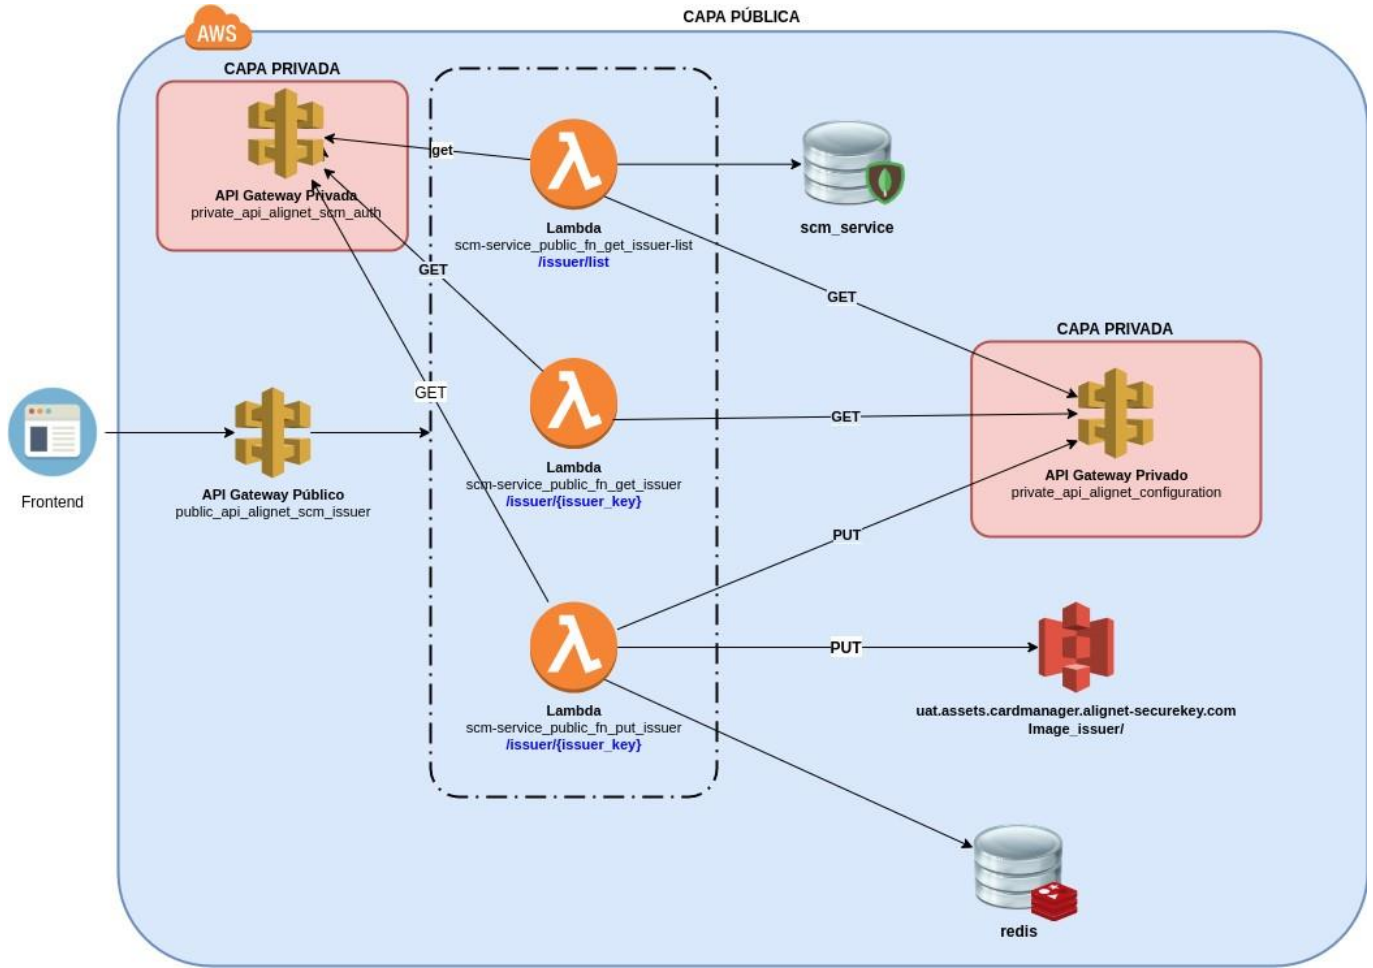 CAPA PÚBLICA
AWS
CAPA PRIVADA
API Gateway Privada
private_api_alignet_scm_auth
get
Lambda
scm-service_public_fn_get_issuer-list
/issuer/list
scm_service
GET
GET
CAPA PRIVADA
GET
GET
API Gateway Privado
private_api_alignet_configuration
Lambda
scm-service_public_fn_get_issuer
/issuer/{issuer_key}
Frontend
API Gateway Público
public_api_alignet_scm_issuer
PUT
PUT
Lambda
scm-service_public_fn_put_issuer
/issuer/{issuer_key}
uat.assets.cardmanager.alignet-securekey.com
Image_issuer/
redis